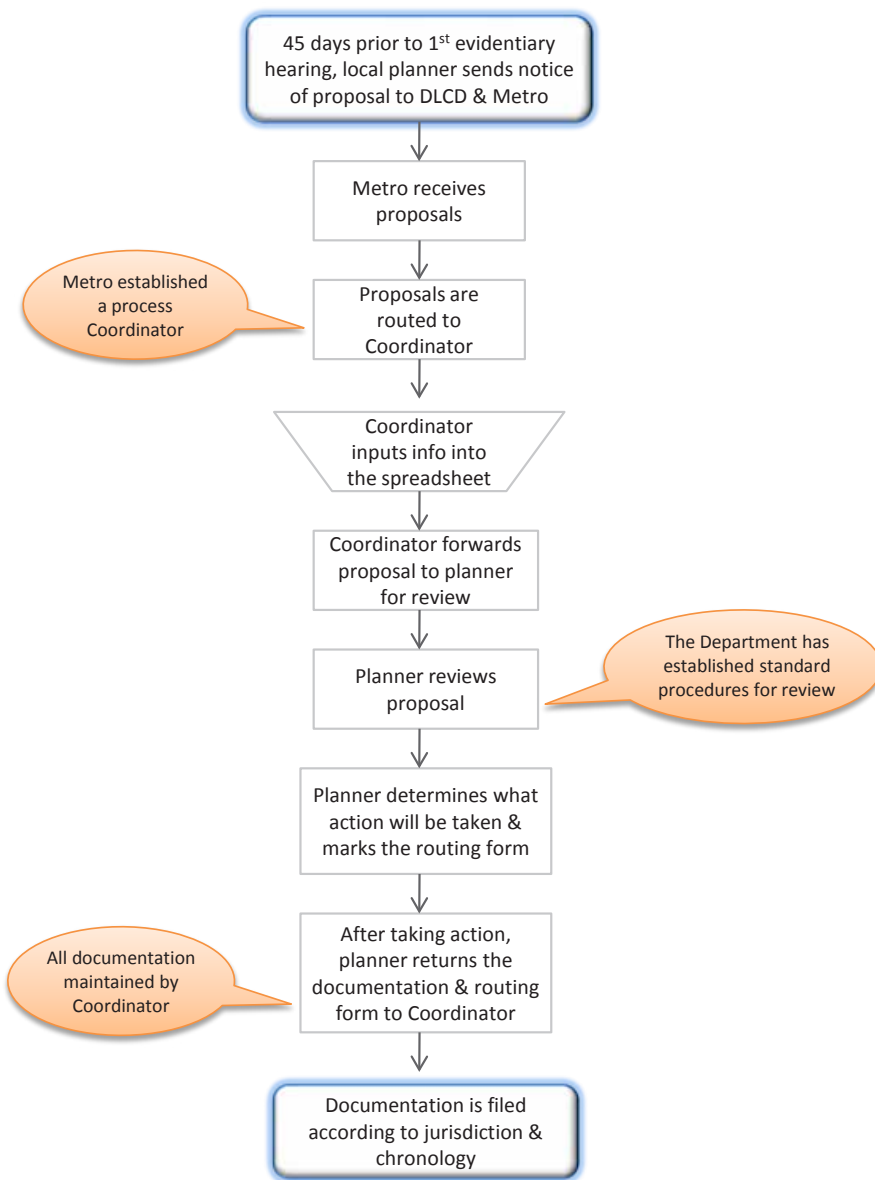 45 days prior to 1st evidentiary
hearing, local planner sends notice
of proposal to DLCD & Metro
Metro receives
proposals
Metro established
a process
Coordinator
Proposals are
routed to
Coordinator
Coordinator
inputs info into
the spreadsheet
Coordinator forwards
proposal to planner
for review
The Department has
established standard
procedures for review
Planner reviews
proposal
Planner determines what
action will be taken &
marks the routing form
All documentation
maintained by
Coordinator
After taking action,
planner returns the
documentation & routing
form to Coordinator
Documentation is filed
according to jurisdiction &
chronology